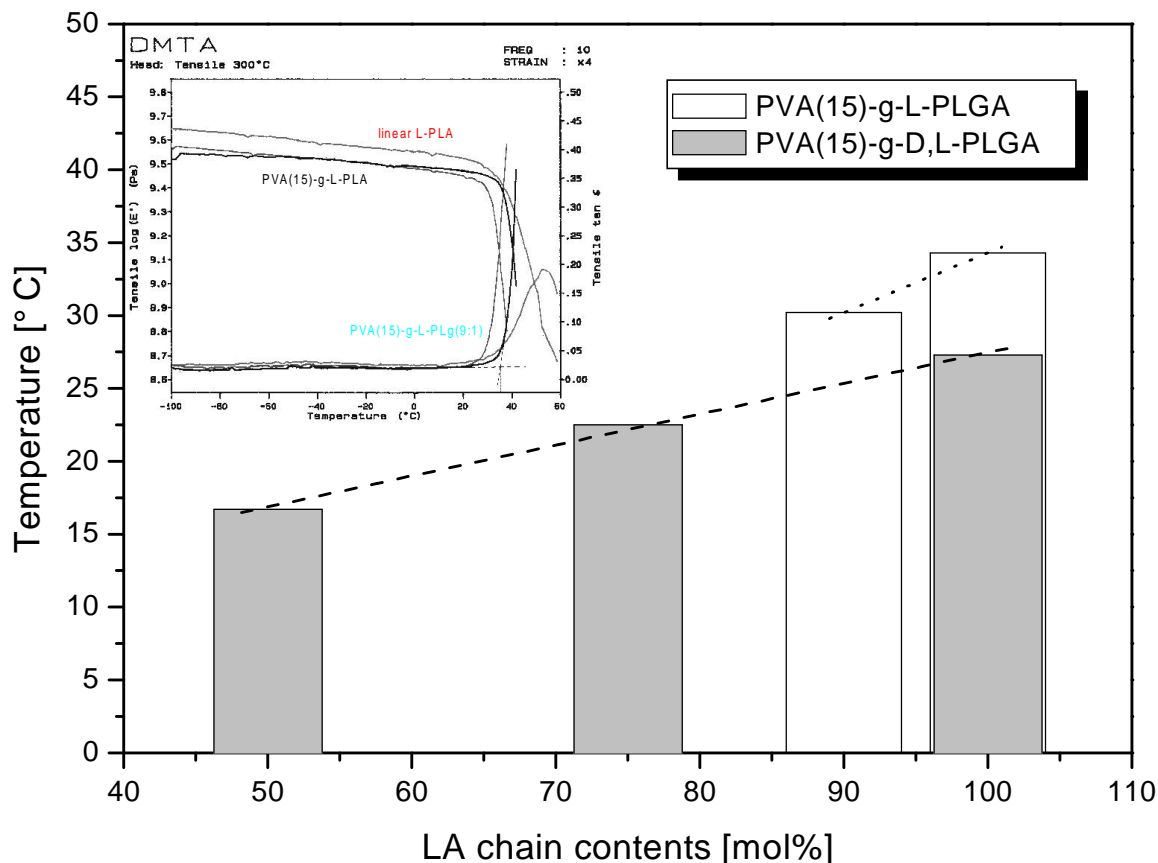 DMTA
Head: Tensile 300°C
FREQ : 10
STRAIN : x4
Tensile log(E') (Pa)
9.8
9.7
9.6
9.5
9.4
9.3
9.2
9.1
9.0
8.9
8.8
8.7
8.6
8.5
linear L-PLA
PVA(15)-g-L-PLA
PVA(15)-g-L-PLg(9:1)
.50
.45
.40
.35
.30
.25
.20
.15
.10
.05
0.00
Tensile tan δ
-100 -80 -60 -40 -20 0 20 40 60
Temperature (°C)
PVA(15)-g-L-PLGA
PVA(15)-g-D,L-PLGA
Temperature [° C]
50
45
40
35
30
25
20
15
10
5
0
40 50 60 70 80 90 100 110
LA chain contents [mol%]